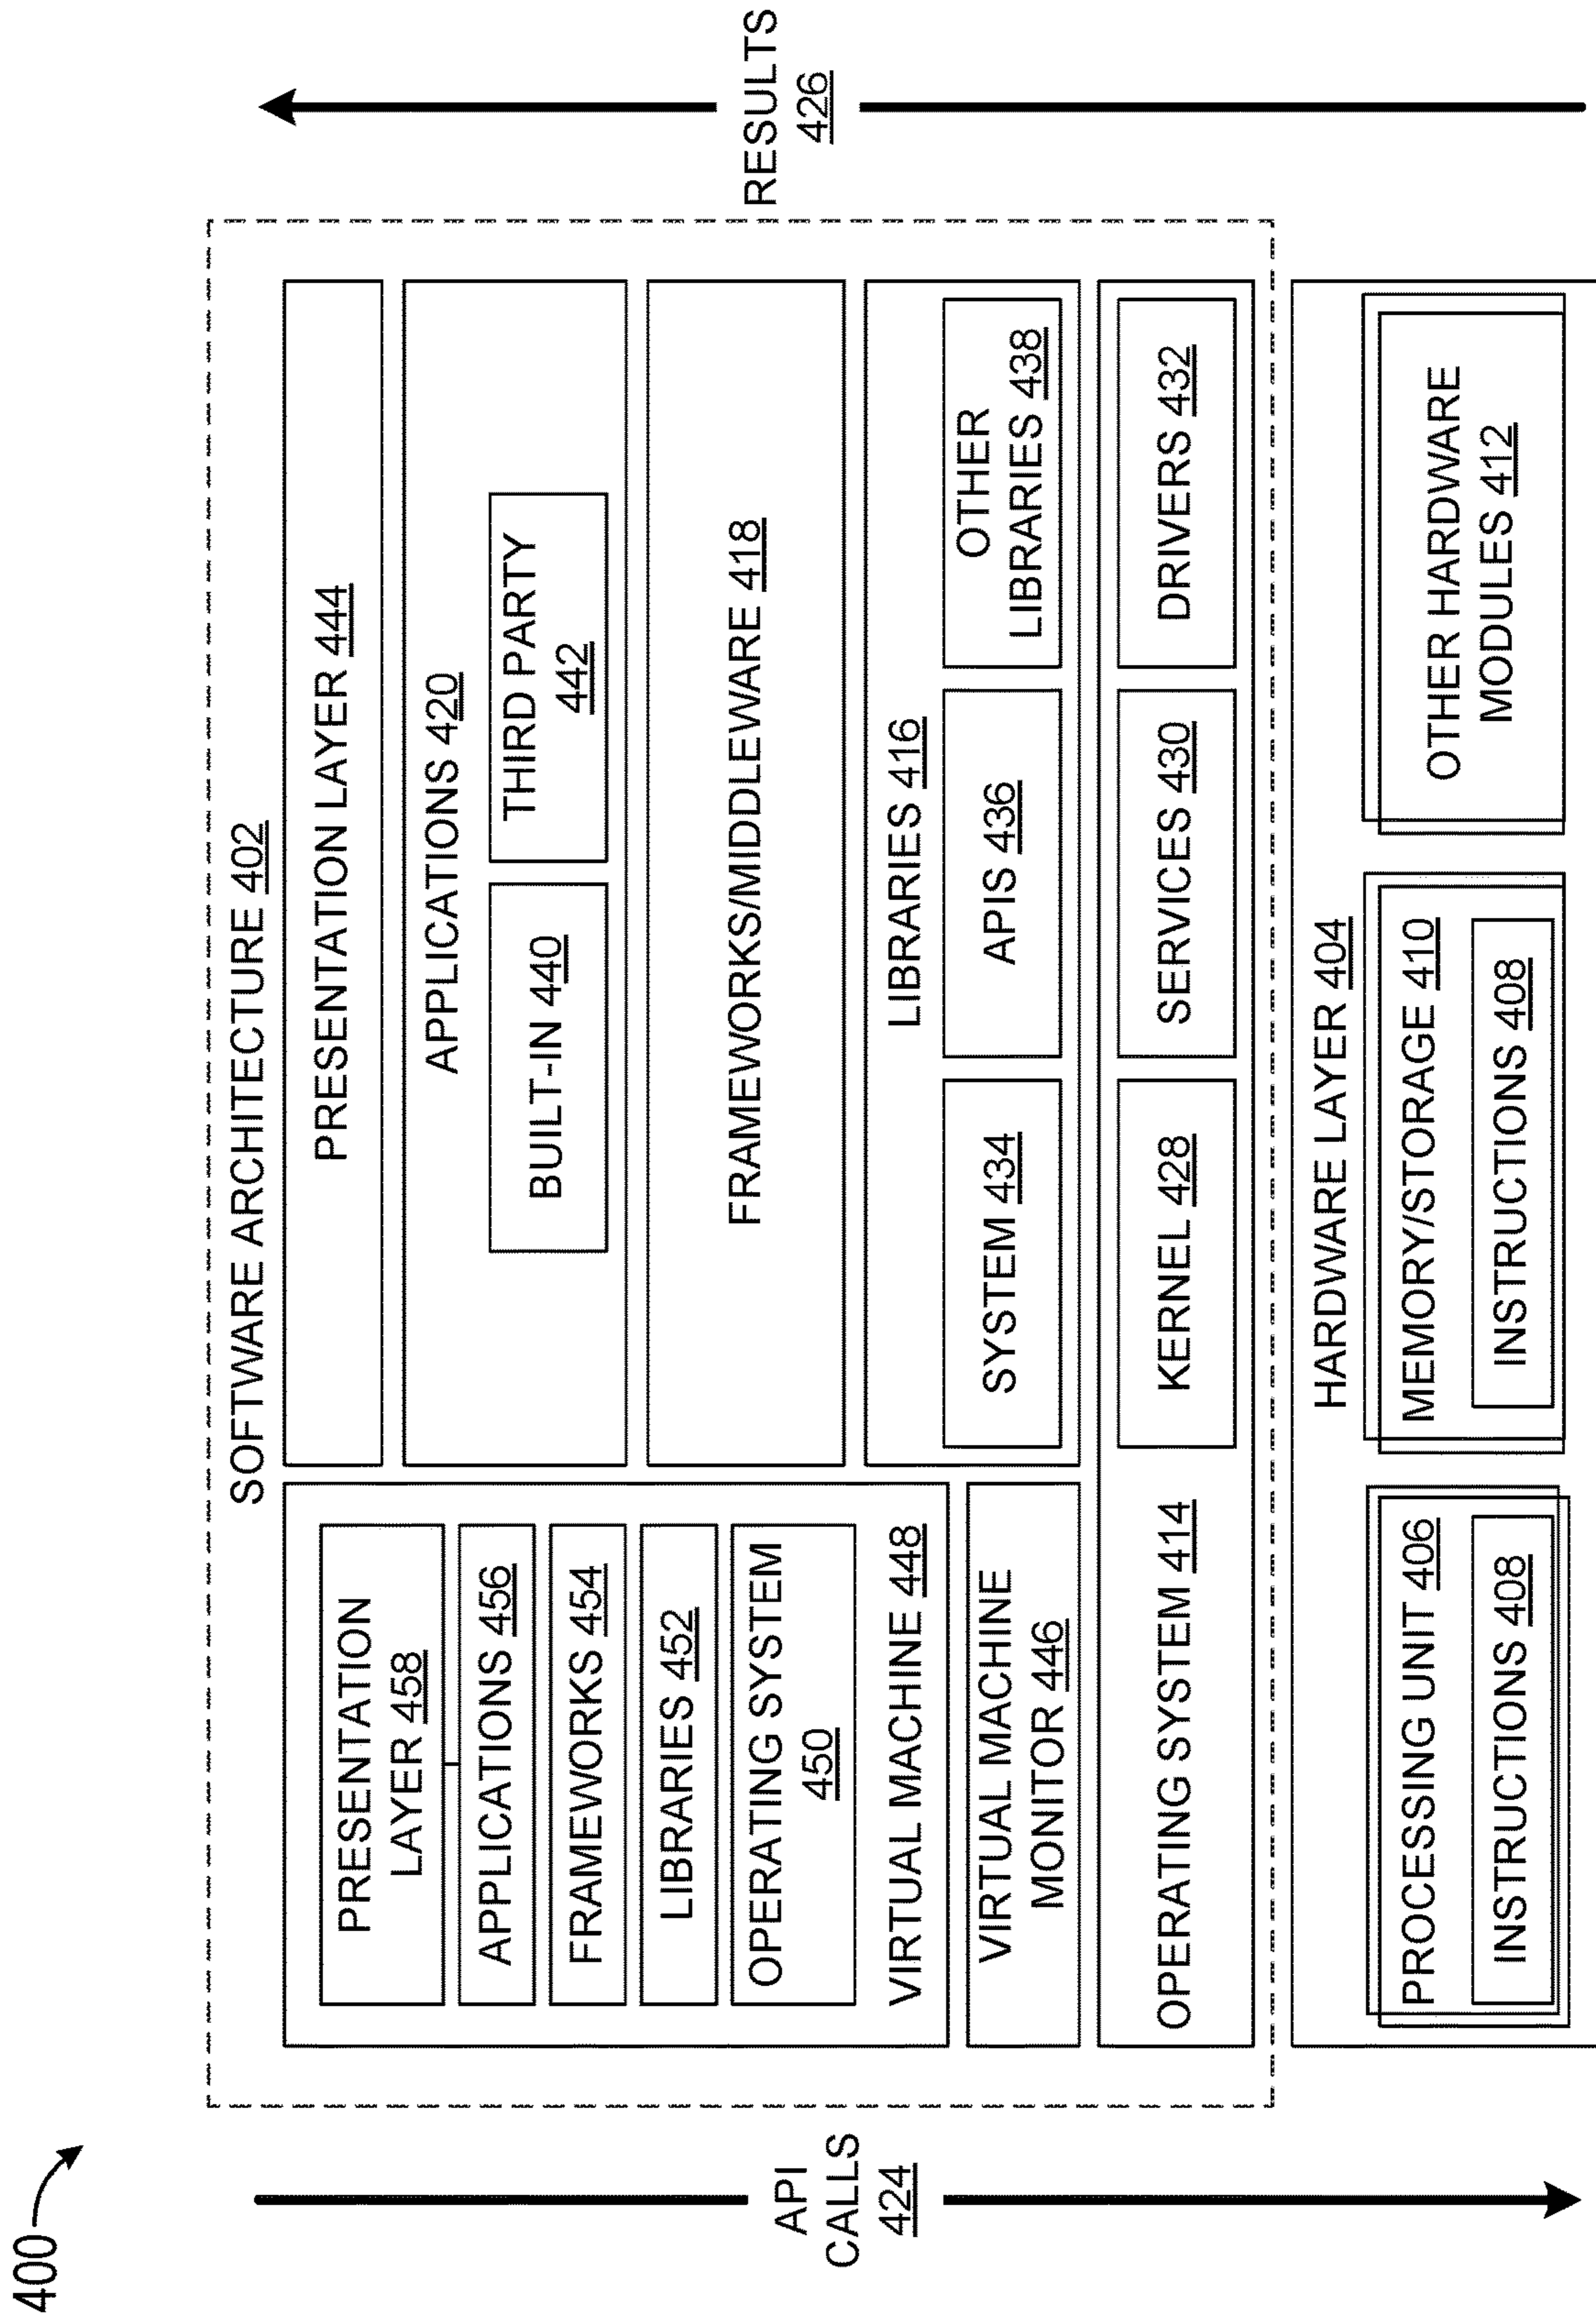 400
SOFTWARE ARCHITECTURE 402
API
CALLS
424
PRESENTATION
LAYER 458
APPLICATIONS 456
FRAMEWORKS 454
LIBRARIES 452
OPERATING SYSTEM
450
VIRTUAL MACHINE 448
VIRTUAL MACHINE
MONITOR 446
PRESENTATION LAYER 444
APPLICATIONS 420
BUILT-IN 440
THIRD PARTY
442
FRAMEWORKS/MIDDLEWARE 418
LIBRARIES 416
SYSTEM 434
APIS 436
OTHER
LIBRARIES 438
OPERATING SYSTEM 414
KERNEL 428
SERVICES 430
DRIVERS 432
RESULTS
426
HARDWARE LAYER 404
PROCESSING UNIT 406
INSTRUCTIONS 408
MEMORY/STORAGE 410
INSTRUCTIONS 408
OTHER HARDWARE
MODULES 412